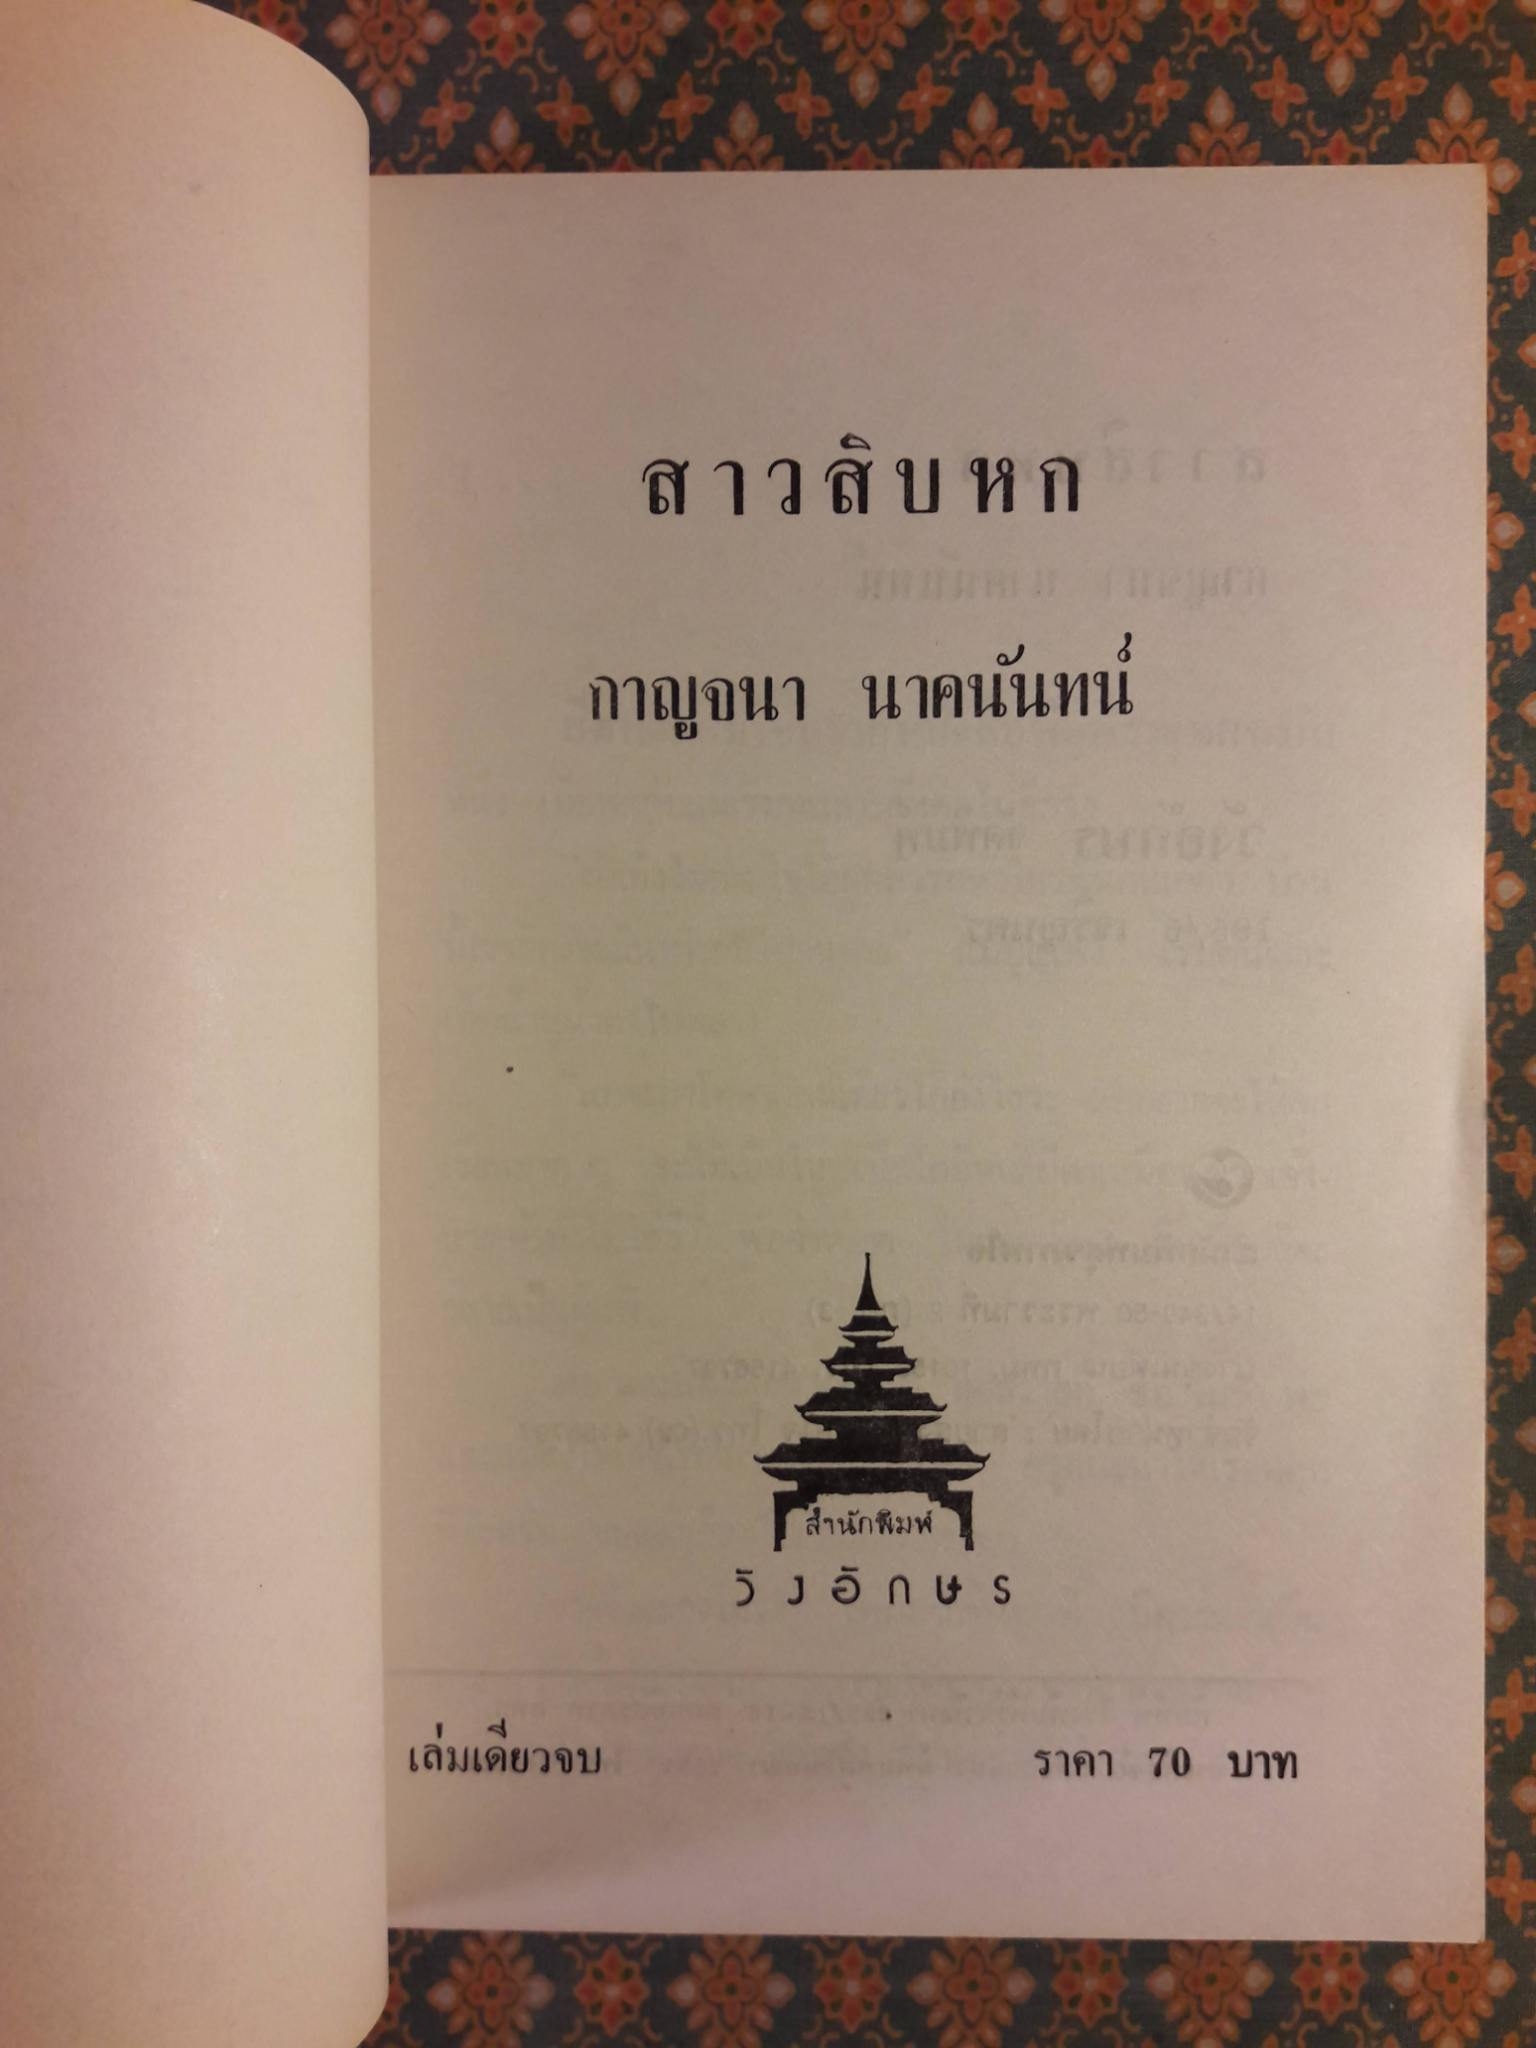 สาวสิบหก
กาญจนา นาคนันทน์
สำนักพิมพ์
วังอักษร
เล่มเดียวจบ ราคา 70 บาท